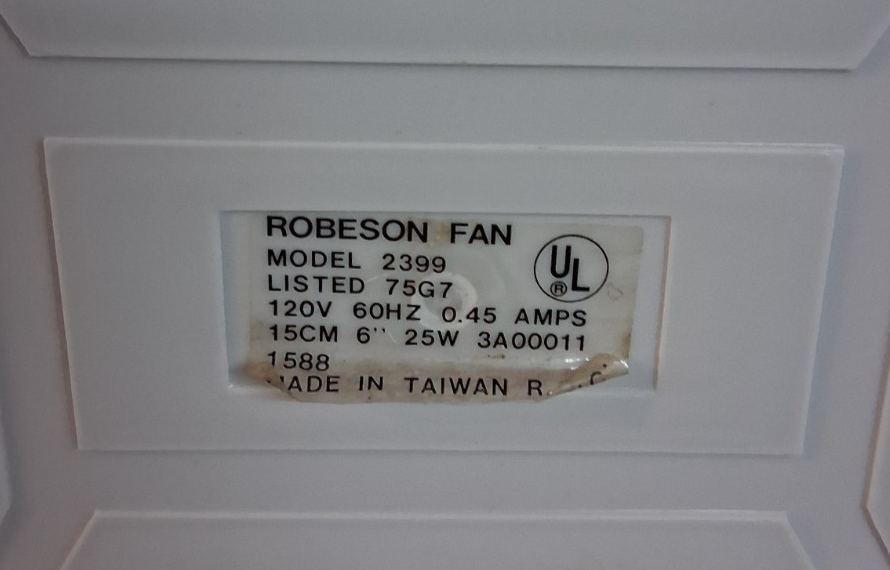 ROBESON FAN
MODEL 2399
LISTED 75G7
UL
®
120V 60HZ 0.45 AMPS
15CM 6'' 25W 3A00011
1588
MADE IN TAIWAN R.